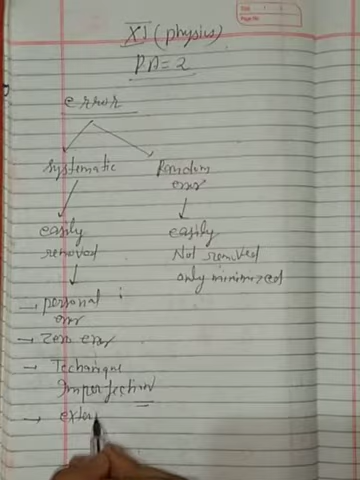 XI (physics)
P.A = 2
error
systematic Random
error
easily easily
removed Not removed
only minimized
→ personal :
error
→ Zero error
→ Technique
Imperfection
→ exter